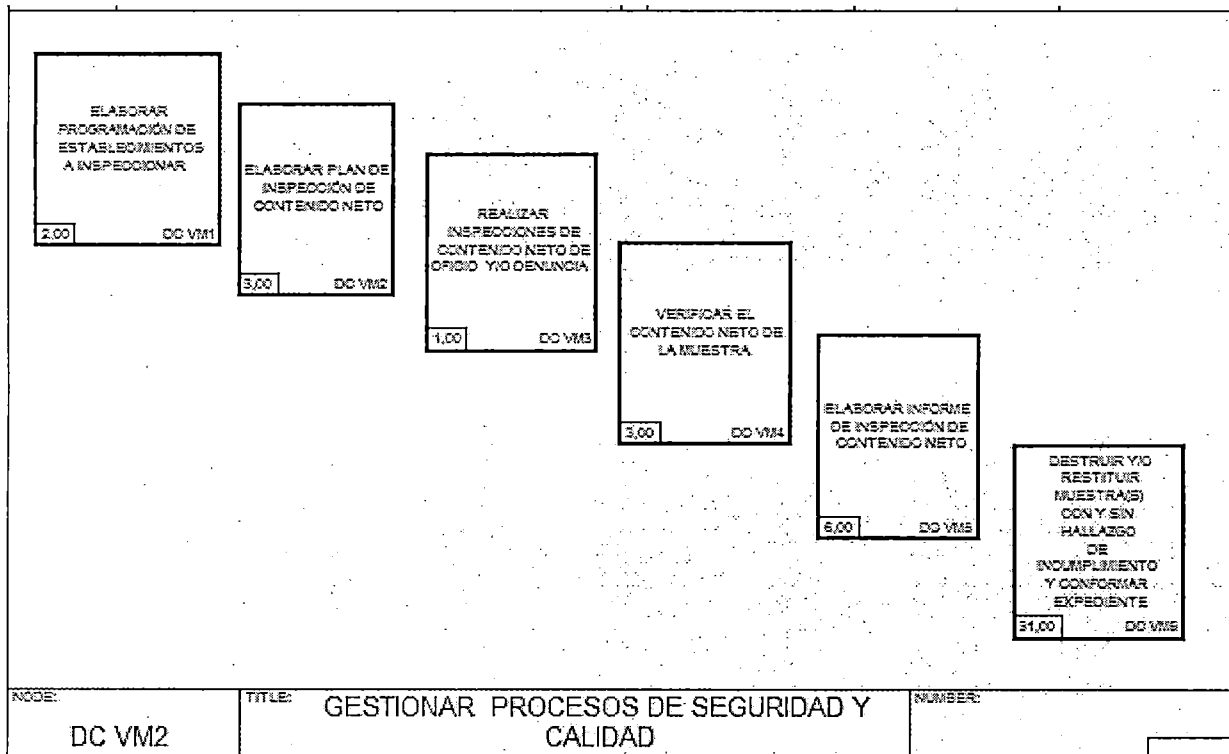 ELABORAR
PROGRAMACIÓN DE
ESTABLECIMIENTOS
A INSPECCIONAR
2,00 DC VM1
ELABORAR PLAN DE
INSPECCIÓN DE
CONTENIDO NETO
3,00 DC VM2
REALIZAR
INSPECCIONES DE
CONTENIDO NETO DE
OFICIO Y/O DENUNCIA
1,00 DC VM3
VERIFICAR EL
CONTENIDO NETO DE
LA MUESTRA
3,00 DC VM4
ELABORAR INFORME
DE INSPECCIÓN DE
CONTENIDO NETO
6,00 DC VM5
DESTRUIR Y/O
RESTITUIR
MUESTRA(S)
CON Y SIN
HALLAZGO
DE
INCUMPLIMIENTO
Y CONFORMAR
EXPEDIENTE
31,00 DC VM6
NODE:
DC VM2
TITLE:
GESTIONAR PROCESOS DE SEGURIDAD Y
CALIDAD
NUMBER: